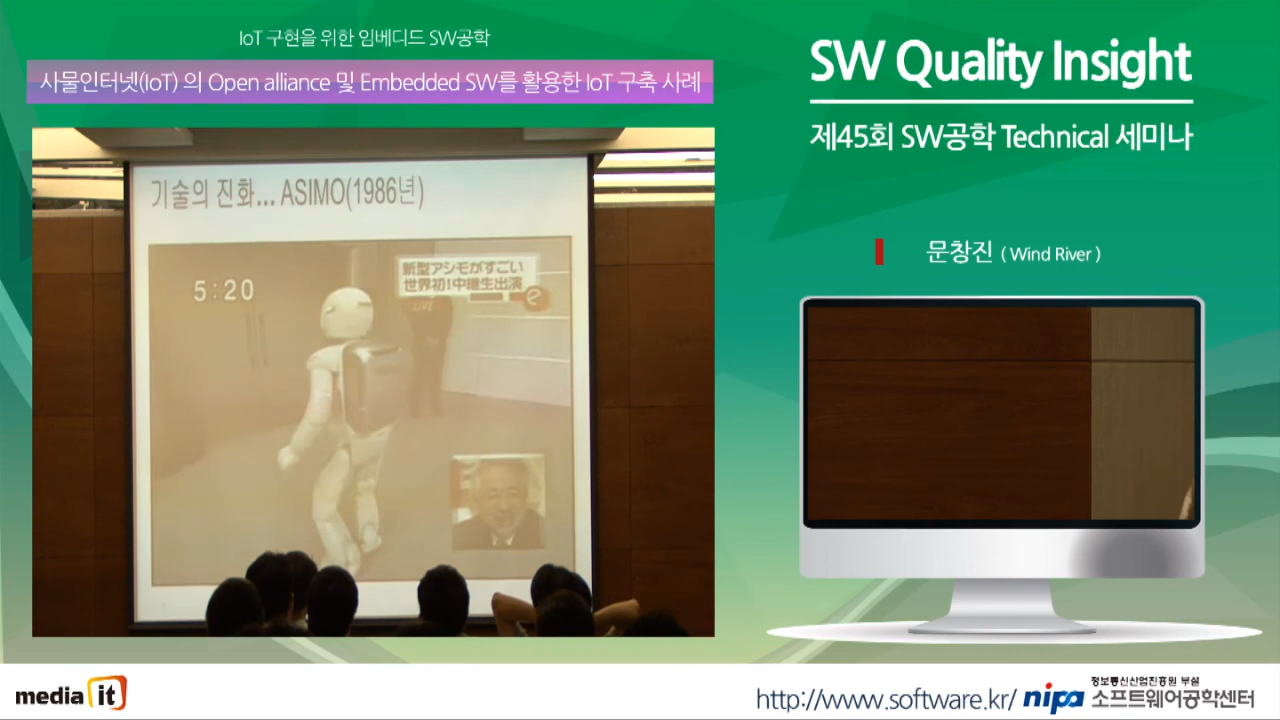 IoT 구현을 위한 임베디드 SW공학
사물인터넷(IoT) 의 Open alliance 및 Embedded SW를 활용한 IoT 구축 사례
SW Quality Insight
제45회 SW공학 Technical 세미나
문창진 ( Wind River )
기술의 진화... ASIMO(1986년)
5:20
新型アシモがすごい
世界初!中継生出演
LIVE
e
media it
http://www.software.kr/
nipa
정보통신산업진흥원 부설
소프트웨어공학센터